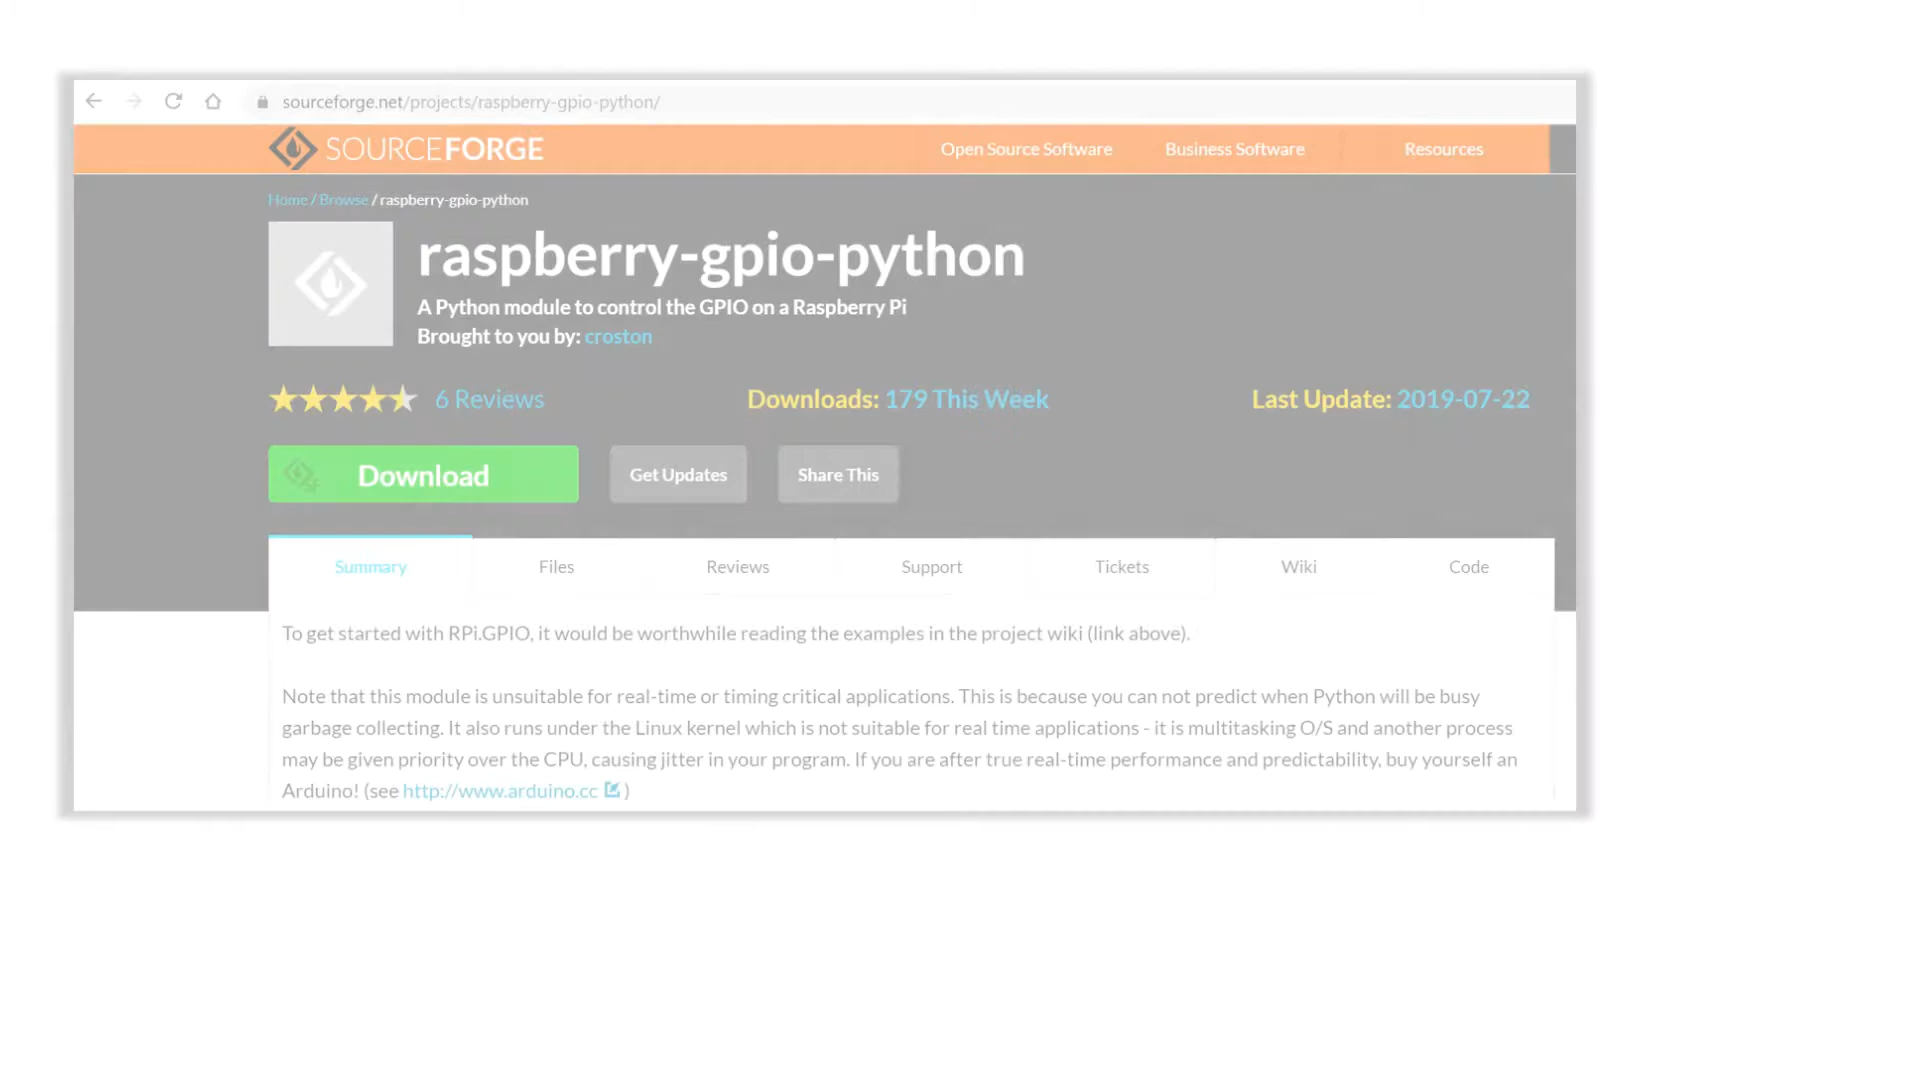 sourceforge.net/projects/raspberry-gpio-python/
SOURCEFORGE
Open Source Software
Business Software
Resources
Home / Browse / raspberry-gpio-python
raspberry-gpio-python
A Python module to control the GPIO on a Raspberry Pi
Brought to you by: croston
6 Reviews
Downloads: 179 This Week
Last Update: 2019-07-22
Download
Get Updates
Share This
Summary
Files
Reviews
Support
Tickets
Wiki
Code
To get started with RPi.GPIO, it would be worthwhile reading the examples in the project wiki (link above).
Note that this module is unsuitable for real-time or timing critical applications. This is because you can not predict when Python will be busy
garbage collecting. It also runs under the Linux kernel which is not suitable for real time applications - it is multitasking O/S and another process
may be given priority over the CPU, causing jitter in your program. If you are after true real-time performance and predictability, buy yourself an
Arduino! (see http://www.arduino.cc )